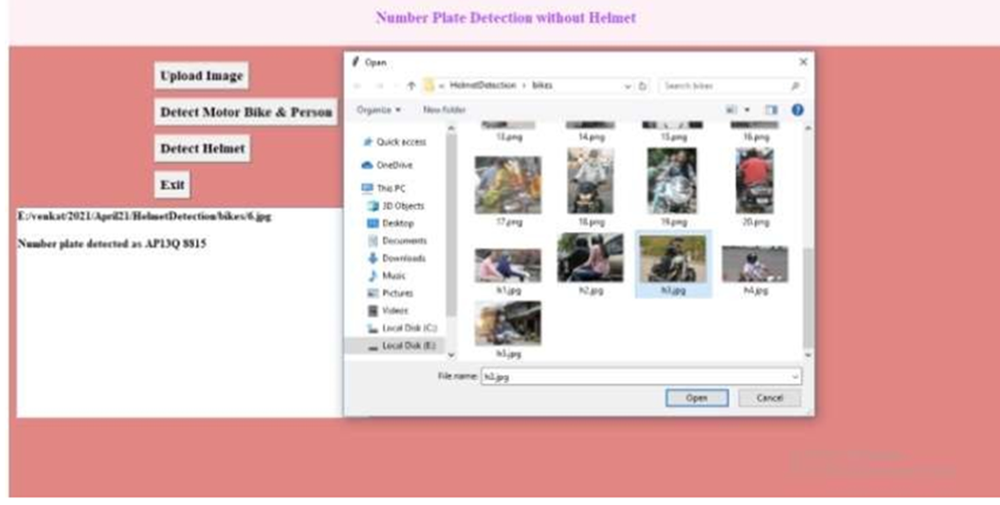 Number Plate Detection without Helmet
Upload Image
Detect Motor Bike & Person
Detect Helmet
Exit
E:/venkat/2021/April21/HelmetDetection/bikes/6.jpg
Number plate detected as AP13Q 8815
Open
« HelmetDetection › bikes
Search bikes
Organize
New folder
Quick access
OneDrive
This PC
3D Objects
Desktop
Documents
Downloads
Music
Pictures
Videos
Local Disk (C:)
Local Disk (E:)
13.png 14.png 15.png 16.png
17.png 18.png 19.png 20.png
h1.jpg h2.jpg h3.jpg h4.jpg
h5.jpg
File name:
Open Cancel